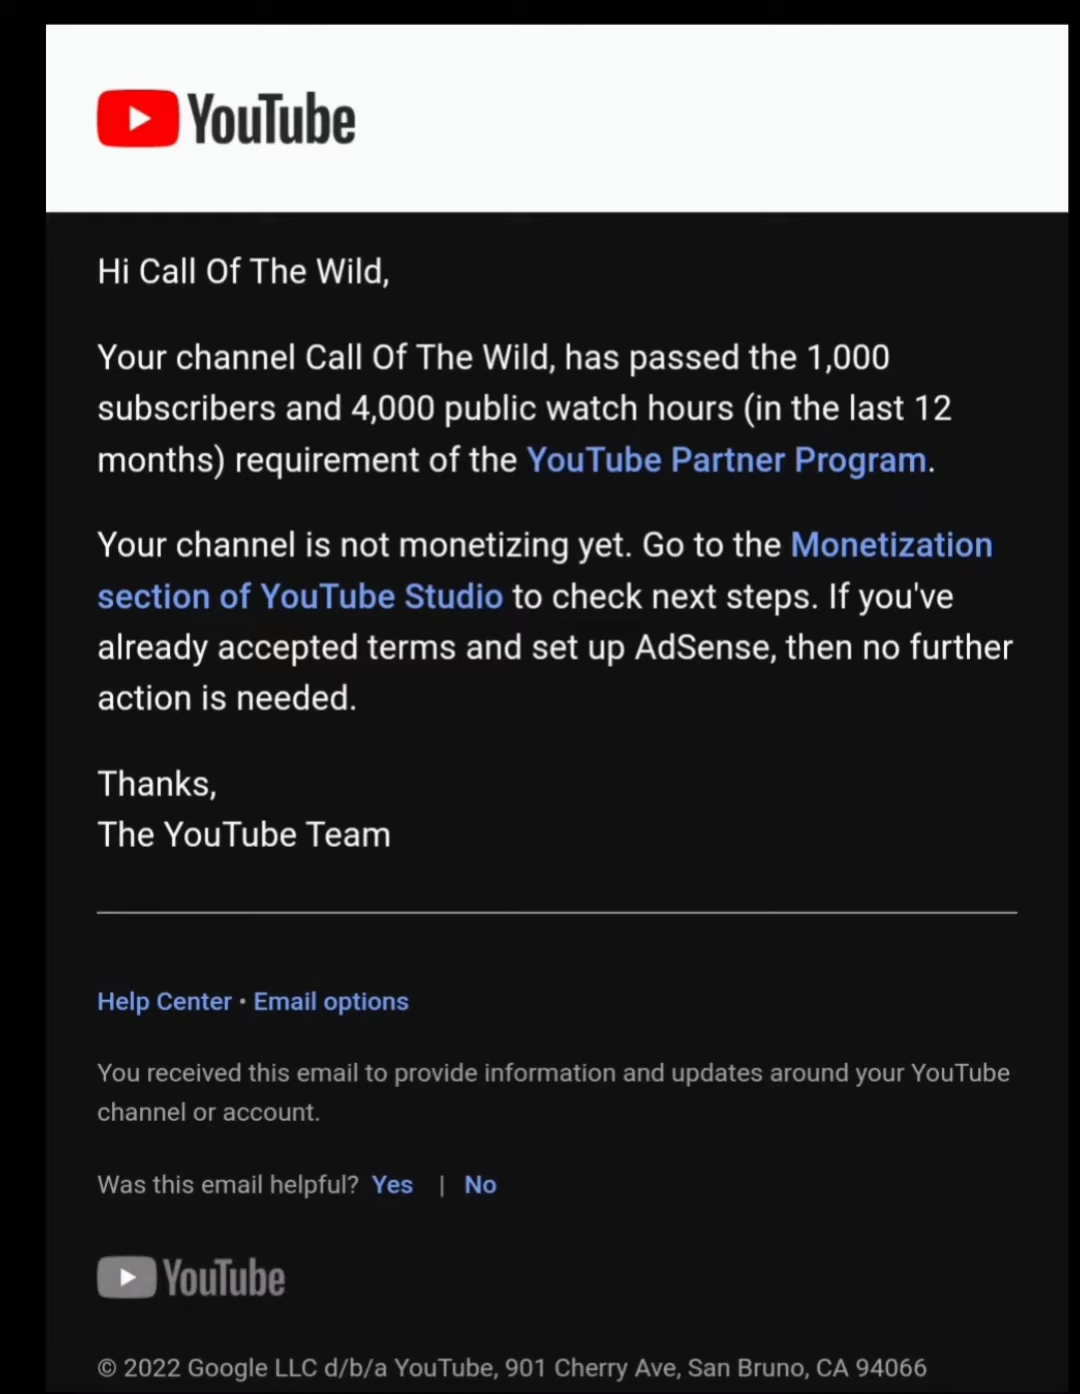 YouTube
Hi Call Of The Wild,
Your channel Call Of The Wild, has passed the 1,000
subscribers and 4,000 public watch hours (in the last 12
months) requirement of the YouTube Partner Program.
Your channel is not monetizing yet. Go to the Monetization
section of YouTube Studio to check next steps. If you've
already accepted terms and set up AdSense, then no further
action is needed.
Thanks,
The YouTube Team
Help Center • Email options
You received this email to provide information and updates around your YouTube
channel or account.
Was this email helpful? Yes | No
YouTube
© 2022 Google LLC d/b/a YouTube, 901 Cherry Ave, San Bruno, CA 94066